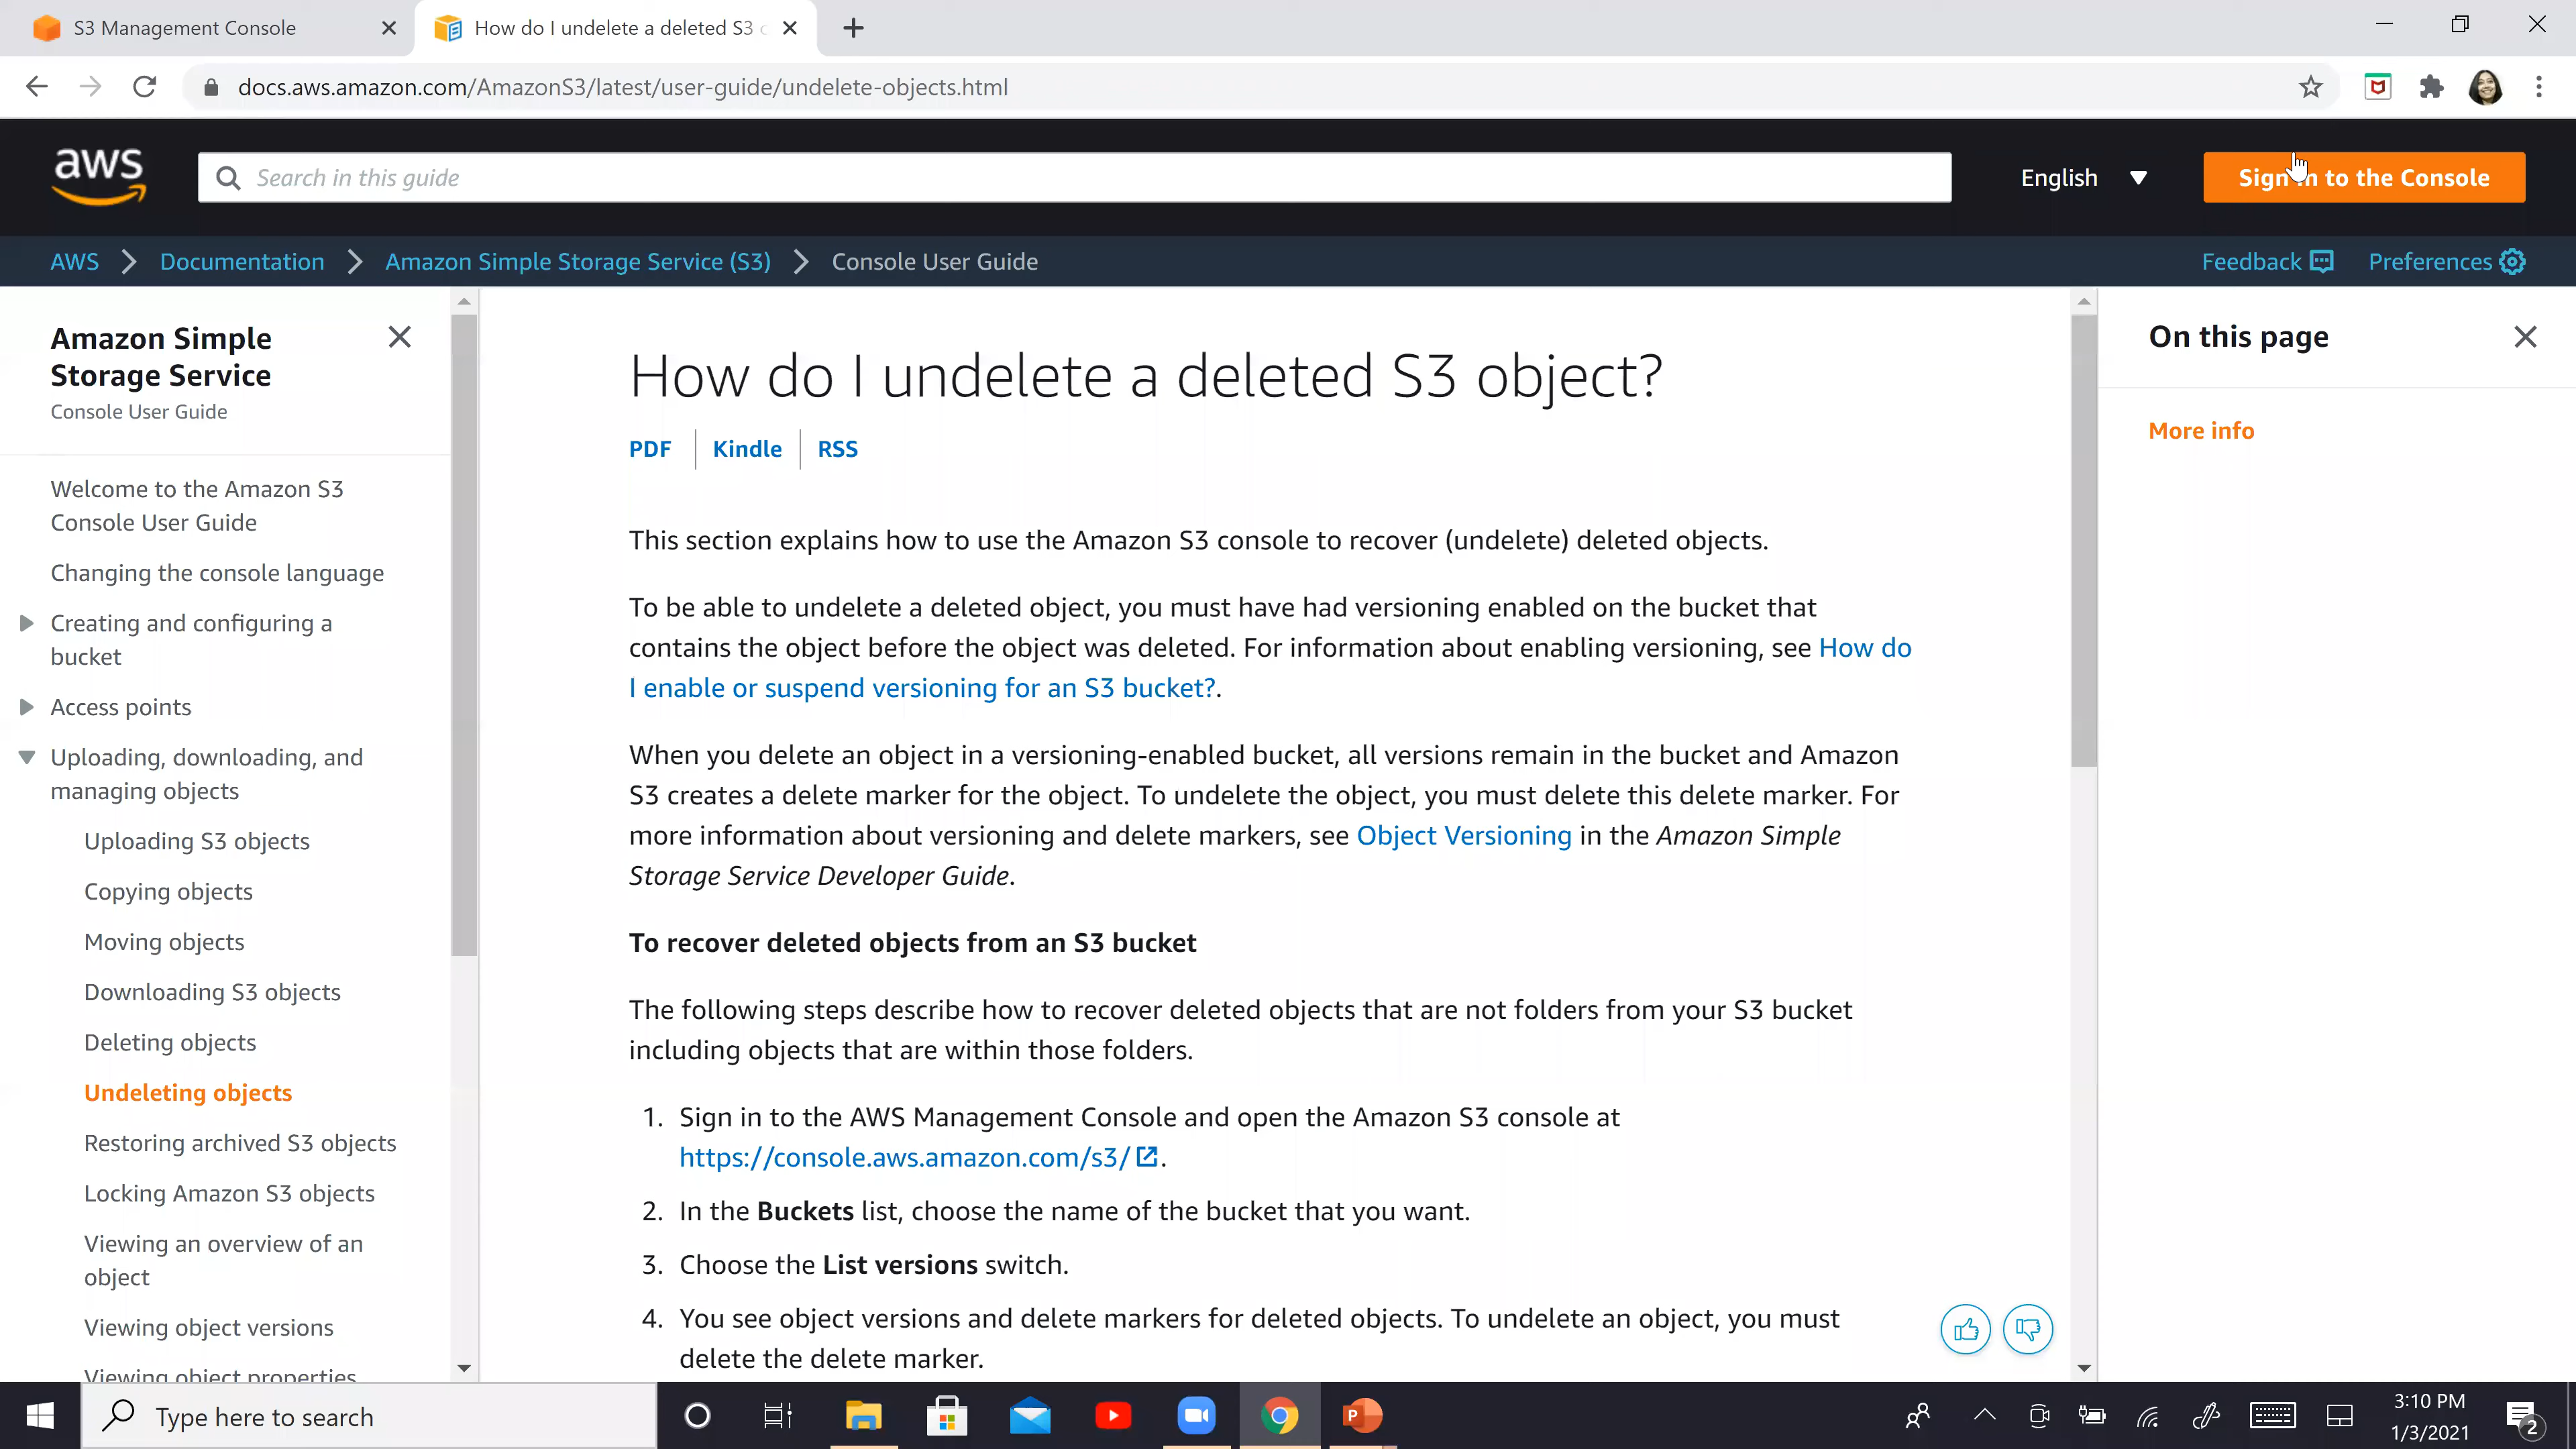 S3 Management Console
How do I undelete a deleted S3
docs.aws.amazon.com/AmazonS3/latest/user-guide/undelete-objects.html
aws
Search in this guide
English
Sign in to the Console
AWS
Documentation
Amazon Simple Storage Service (S3)
Console User Guide
Feedback
Preferences
Amazon Simple
Storage Service
Console User Guide
Welcome to the Amazon S3
Console User Guide
Changing the console language
Creating and configuring a
bucket
Access points
Uploading, downloading, and
managing objects
Uploading S3 objects
Copying objects
Moving objects
Downloading S3 objects
Deleting objects
Undeleting objects
Restoring archived S3 objects
Locking Amazon S3 objects
Viewing an overview of an
object
Viewing object versions
Viewing object properties
How do I undelete a deleted S3 object?
PDF
Kindle
RSS
This section explains how to use the Amazon S3 console to recover (undelete) deleted objects.
To be able to undelete a deleted object, you must have had versioning enabled on the bucket that
contains the object before the object was deleted. For information about enabling versioning, see How do
I enable or suspend versioning for an S3 bucket?.
When you delete an object in a versioning-enabled bucket, all versions remain in the bucket and Amazon
S3 creates a delete marker for the object. To undelete the object, you must delete this delete marker. For
more information about versioning and delete markers, see Object Versioning in the Amazon Simple
Storage Service Developer Guide.
To recover deleted objects from an S3 bucket
The following steps describe how to recover deleted objects that are not folders from your S3 bucket
including objects that are within those folders.
1. Sign in to the AWS Management Console and open the Amazon S3 console at
https://console.aws.amazon.com/s3/.
2. In the Buckets list, choose the name of the bucket that you want.
3. Choose the List versions switch.
4. You see object versions and delete markers for deleted objects. To undelete an object, you must
delete the delete marker.
On this page
More info
Type here to search
P
3:10 PM
1/3/2021
2